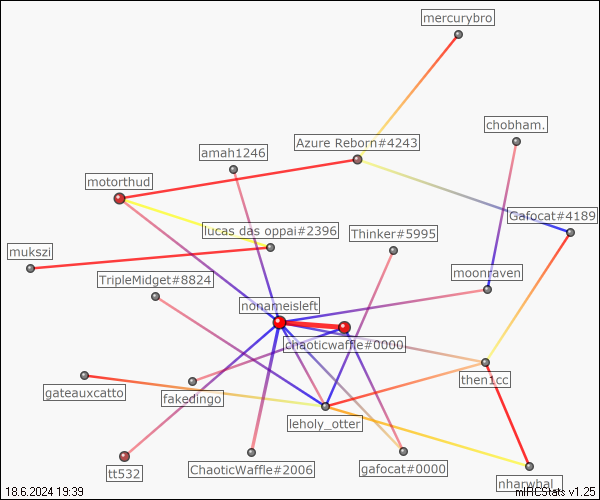 mercurybro
chobham.
Azure Reborn#4243
amah1246
motorthud
Gafocat#4189
lucas das oppai#2396
Thinker#5995
mukszi
moonraven
TripleMidget#8824
nonameisleft
chaoticwaffle#0000
then1cc
gateauxcatto
fakedingo
leholy_otter
tt532
ChaoticWaffle#2006
gafocat#0000
nharwhal_
18.6.2024 19:39
mIRCStats v1.25